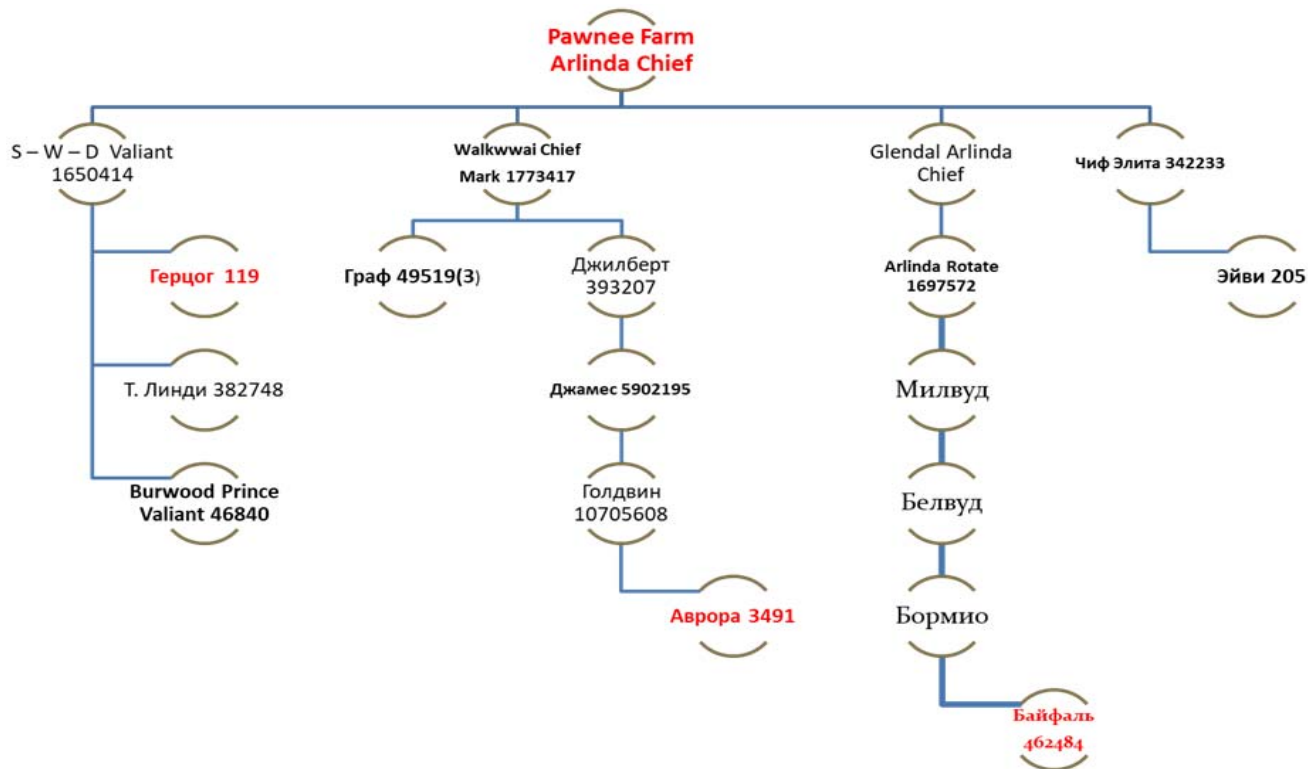 Pawnee Farm
Arlinda Chief
S – W – D Valiant
1650414
Walkwwai Chief
Mark 1773417
Glendal Arlinda
Chief
Чиф Элита 342233
Герцог 119
Граф 49519(3)
Джилберт
393207
Arlinda Rotate
1697572
Эйви 205
Т. Линди 382748
Джамес 5902195
Милвуд
Burwood Prince
Valiant 46840
Голдвин
10705608
Белвуд
Аврора 3491
Бормио
Байфаль
462484